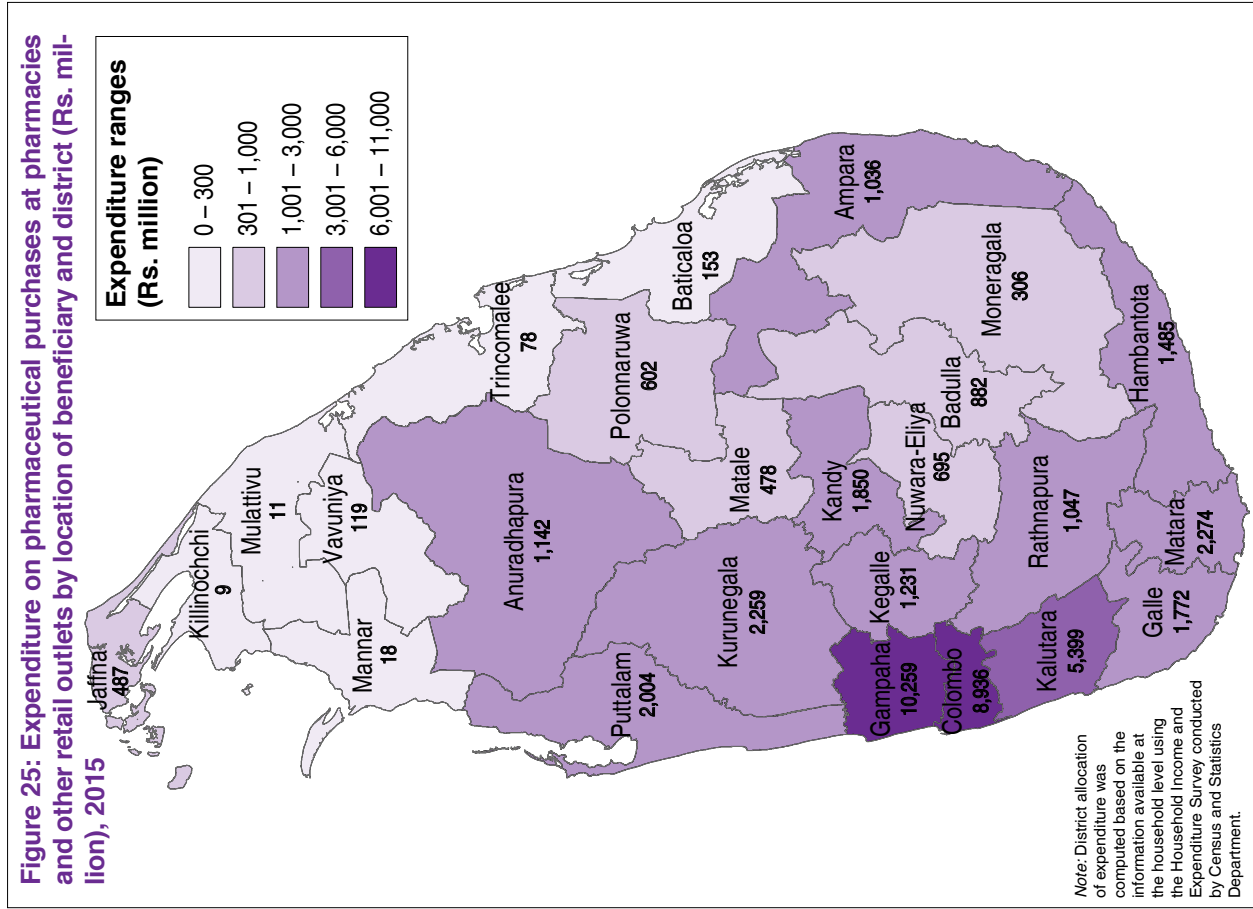 Figure 25: Expenditure on pharmaceutical purchases at pharmacies
and other retail outlets by location of beneficiary and district (Rs. mil-
lion), 2015
Expenditure ranges
(Rs. million)
0 – 300
301 – 1,000
1,001 – 3,000
3,001 – 6,000
6,001 – 11,000
Jaffna
487
Killinochchi
9
Mulattivu
11
Mannar
18
Vavuniya
119
Trincomalee
78
Anuradhapura
1,142
Polonnaruwa
602
Puttalam
2,004
Baticaloa
153
Kurunegala
2,259
Matale
478
Ampara
1,036
Kandy
1,850
Kegalle
1,231
Gampaha
10,259
Nuwara-Eliya
695
Badulla
882
Moneragala
306
Colombo
8,936
Rathnapura
1,047
Kalutara
5,399
Hambantota
1,485
Galle
1,772
Matara
2,274
Note: District allocation
of expenditure was
computed based on the
information available at
the household level using
the Household Income and
Expenditure Survey conducted
by Census and Statistics
Department.